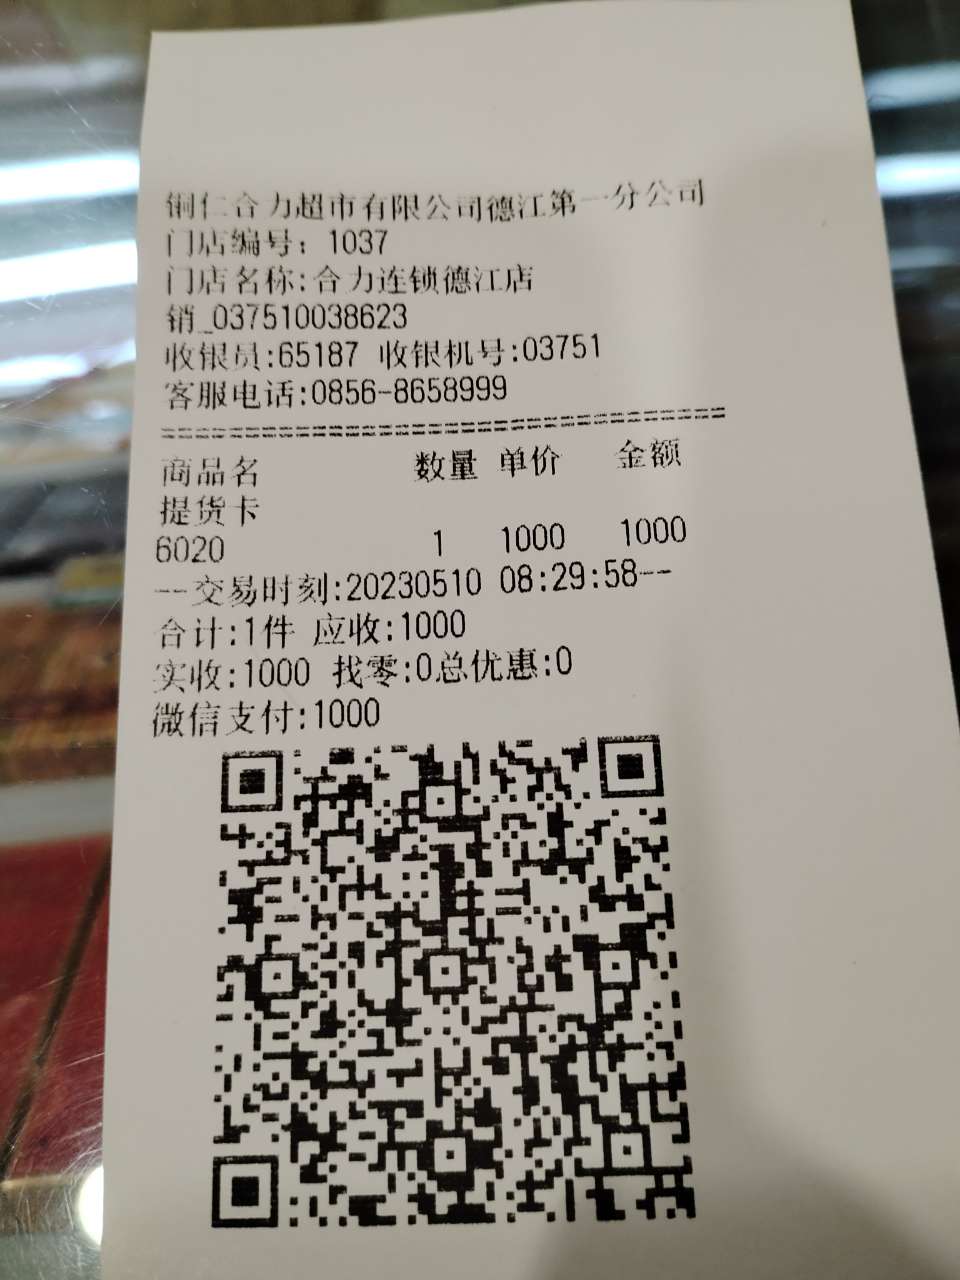 铜仁合力超市有限公司德江第一分公司
门店编号：1037
门店名称:合力连锁德江店
销_037510038623
收银员:65187 收银机号:03751
客服电话:0856-8658999
商品名 数量 单价 金额
提货卡
6020 1 1000 1000
--交易时刻:20230510 08:29:58--
合计:1件 应收:1000
实收:1000 找零:0总优惠:0
微信支付:1000